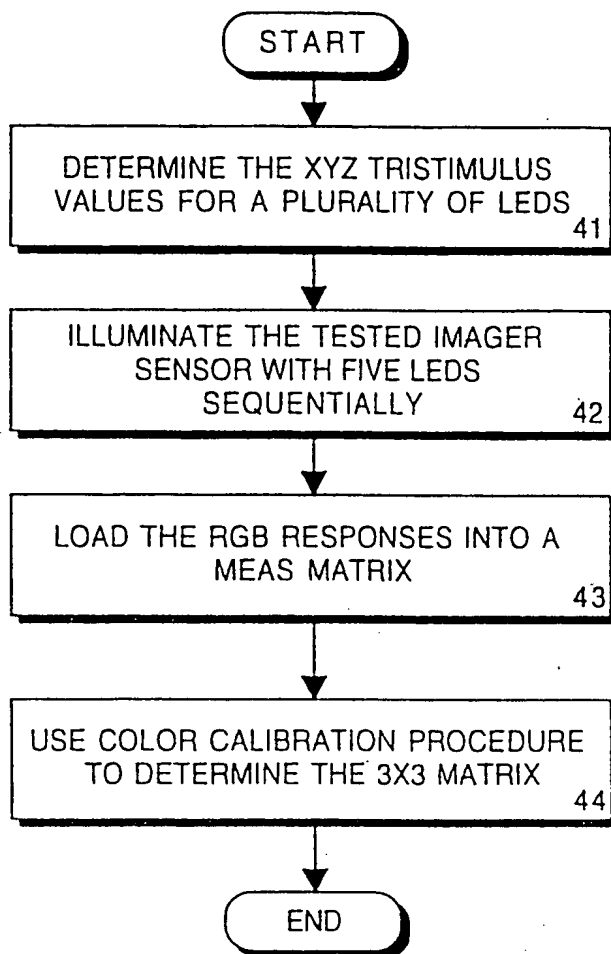 START
DETERMINE THE XYZ TRISTIMULUS
VALUES FOR A PLURALITY OF LEDS
41
ILLUMINATE THE TESTED IMAGER
SENSOR WITH FIVE LEDS
SEQUENTIALLY
42
LOAD THE RGB RESPONSES INTO A
MEAS MATRIX
43
USE COLOR CALIBRATION PROCEDURE
TO DETERMINE THE 3X3 MATRIX
44
END